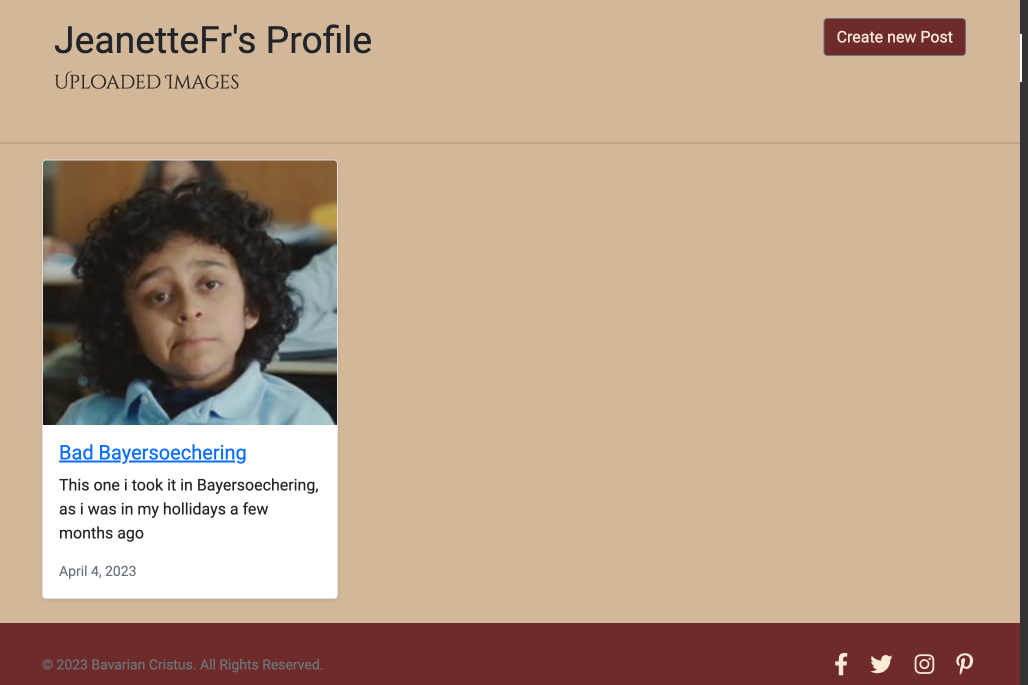 JeanetteFr's Profile
Create new Post
Uploaded Images
Bad Bayersoechering
This one i took it in Bayersoechering,
as i was in my hollidays a few
months ago
April 4, 2023
© 2023 Bavarian Cristus. All Rights Reserved.